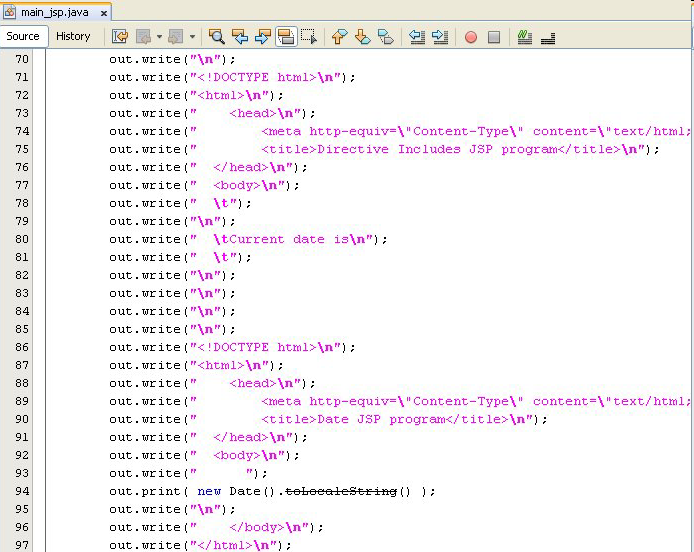 main_jsp.java
Source History
70 out.write("\n");
71 out.write("<!DOCTYPE html>\n");
72 out.write("<html>\n");
73 out.write("    <head>\n");
74 out.write("        <meta http-equiv=\"Content-Type\" content=\"text/html;
75 out.write("        <title>Directive Includes JSP program</title>\n");
76 out.write("  </head>\n");
77 out.write("  <body>\n");
78 out.write("  \t");
79 out.write("\n");
80 out.write("  \tCurrent date is\n");
81 out.write("  \t");
82 out.write("\n");
83 out.write("\n");
84 out.write("\n");
85 out.write("\n");
86 out.write("<!DOCTYPE html>\n");
87 out.write("<html>\n");
88 out.write("    <head>\n");
89 out.write("        <meta http-equiv=\"Content-Type\" content=\"text/html;
90 out.write("        <title>Date JSP program</title>\n");
91 out.write("  </head>\n");
92 out.write("  <body>\n");
93 out.write("      ");
94 out.print( new Date().toLocaleString() );
95 out.write("\n");
96 out.write("    </body>\n");
97 out.write("</html>\n");